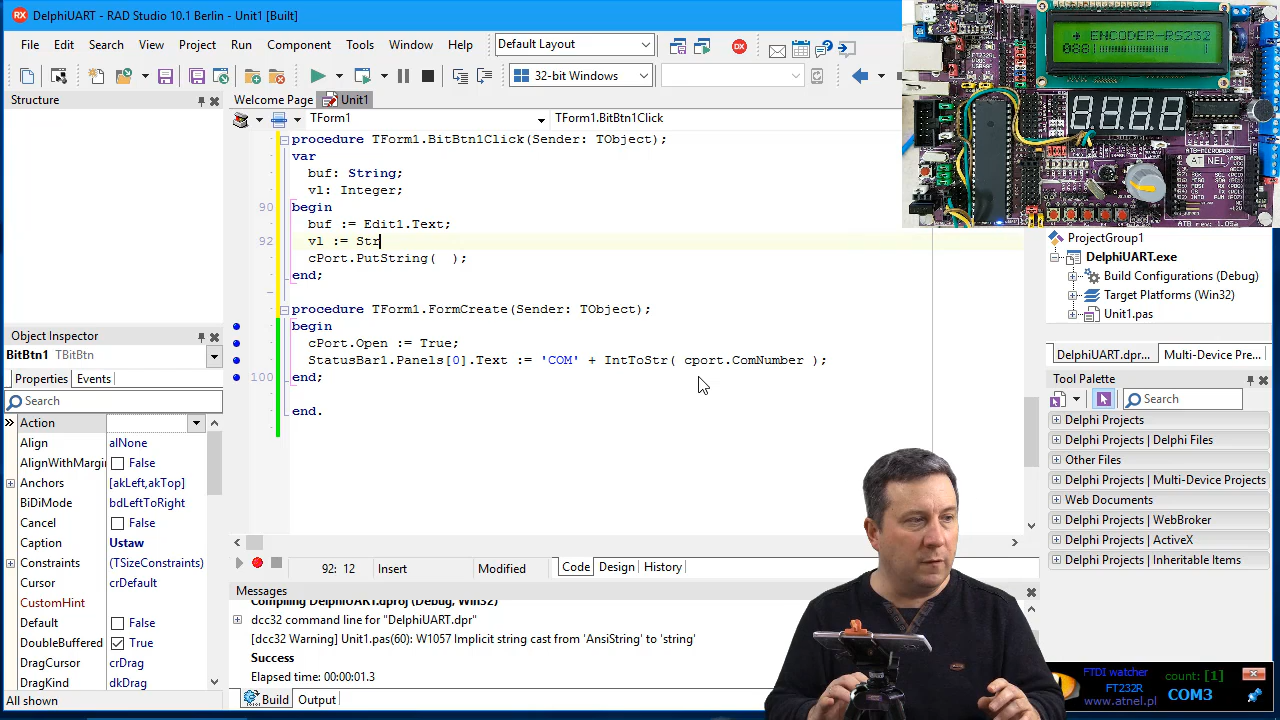 DelphiUART - RAD Studio 10.1 Berlin - Unit1 [Built]
File Edit Search View Project Run Component Tools Window Help
Default Layout
32-bit Windows
Structure
Welcome Page Unit1
TForm1 TForm1.BitBtn1Click
procedure TForm1.BitBtn1Click(Sender: TObject);
var
buf: String;
vl: Integer;
90 begin
buf := Edit1.Text;
92 vl := Str
cPort.PutString(  );
end;
procedure TForm1.FormCreate(Sender: TObject);
begin
cPort.Open := True;
StatusBar1.Panels[0].Text := 'COM' + IntToStr( cport.ComNumber );
100 end;
end.
92: 12 Insert Modified Code Design History
Object Inspector
BitBtn1 TBitBtn
Properties Events
Search
Action
Align alNone
AlignWithMargi False
Anchors [akLeft,akTop]
BiDiMode bdLeftToRight
Cancel False
Caption Ustaw
Constraints (TSizeConstraints)
Cursor crDefault
CustomHint
Default False
DoubleBuffered True
DragCursor crDrag
DragKind dkDrag
All shown
Messages
Compiling DelphiUART.dproj (Debug, Win32)
dcc32 command line for "DelphiUART.dpr"
[dcc32 Warning] Unit1.pas(60): W1057 Implicit string cast from 'AnsiString' to 'string'
Success
Elapsed time: 00:00:01.3
Build Output
ENCODER-RS232
0881 1
ATNEL
ProjectGroup1
DelphiUART.exe
Build Configurations (Debug)
Target Platforms (Win32)
Unit1.pas
DelphiUART.dpr... Multi-Device Pre...
Tool Palette
Search
Delphi Projects
Delphi Projects | Delphi Files
Other Files
Delphi Projects | Multi-Device Projects
Web Documents
Delphi Projects | WebBroker
Delphi Projects | ActiveX
Delphi Projects | Inheritable Items
FTDI watcher count: [1]
FT232R COM3
www.atnel.pl